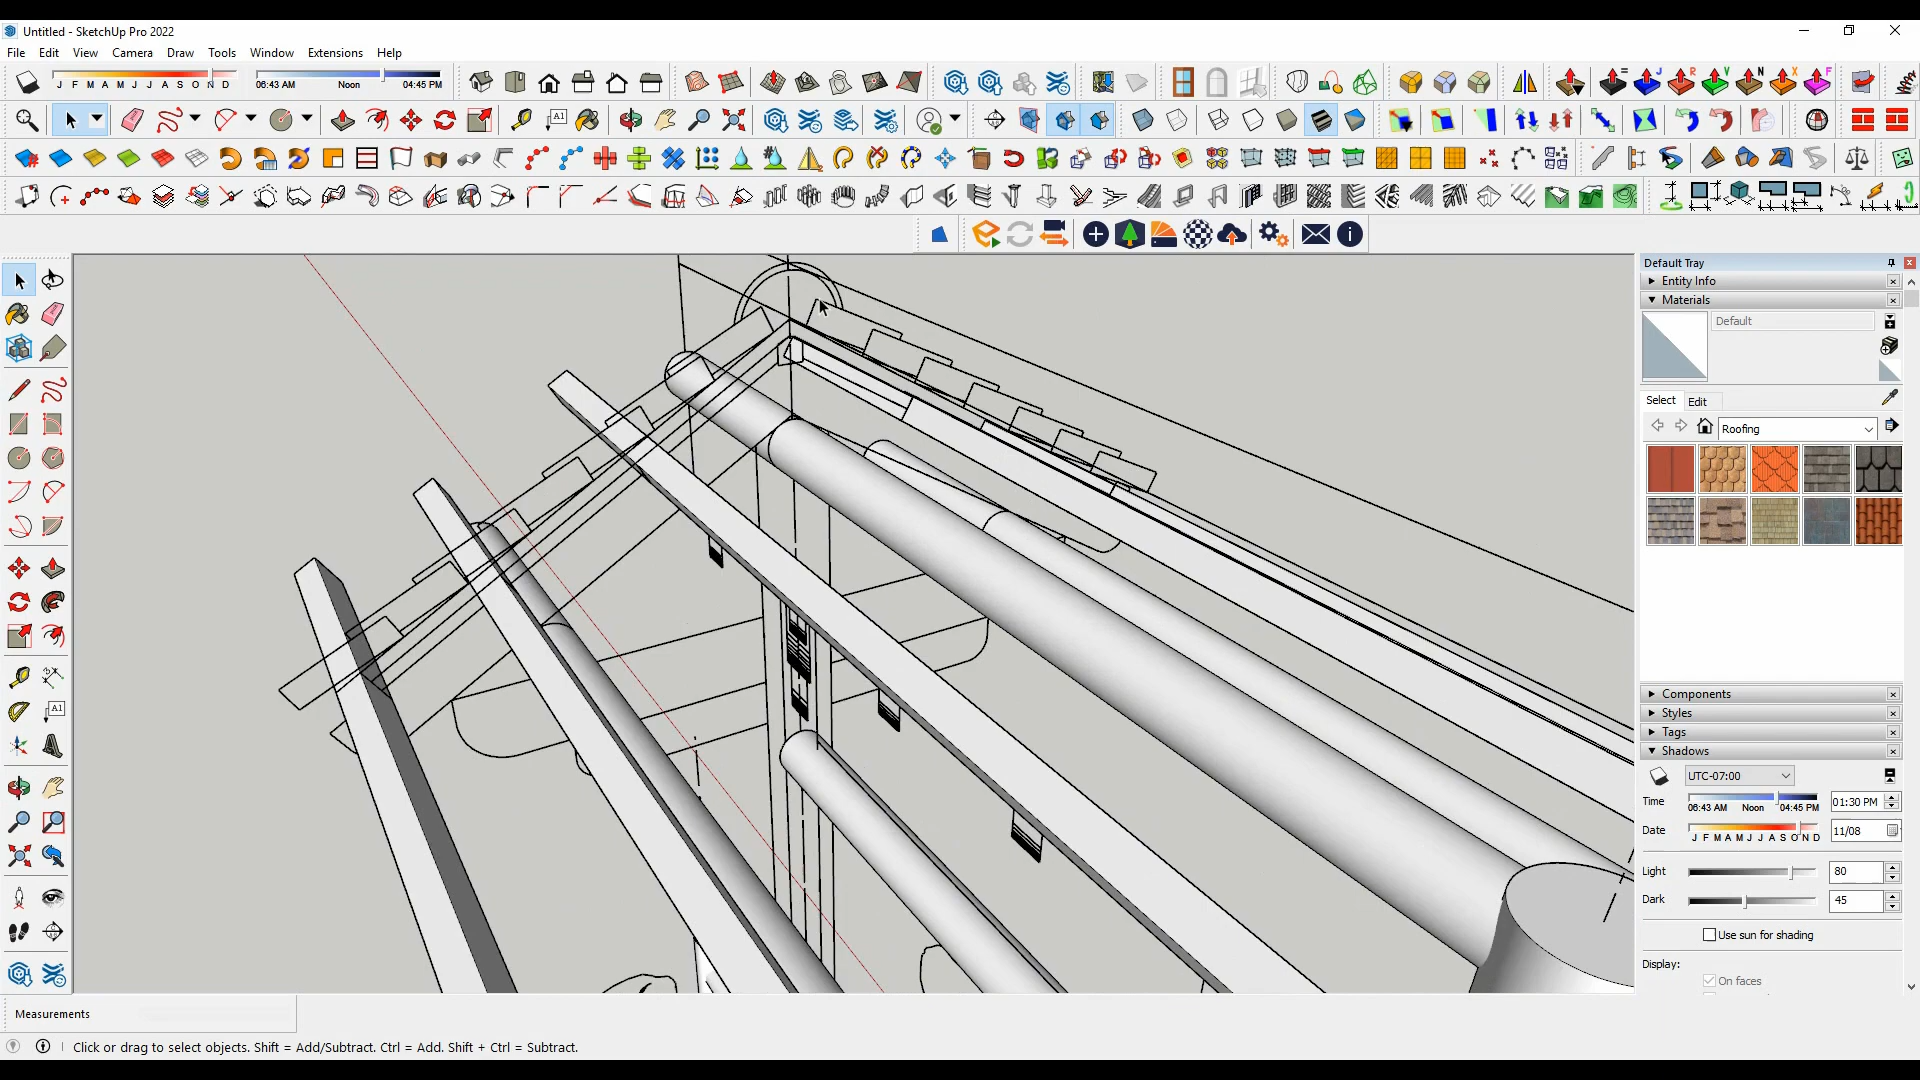 Untitled - SketchUp Pro 2022
File Edit View Camera Draw Tools Window Extensions Help
J F M A M J J A S O N D 06:43 AM Noon 04:45 PM
Default Tray
Entity Info
Materials
Default
Select Edit
Roofing
Components
Styles
Tags
Shadows
UTC-07:00
Time 06:43 AM Noon 04:45 PM 01:30 PM
Date J F M A M J J A S O N D 11/08
Light 80
Dark 45
Use sun for shading
Display:
On faces
Measurements
Click or drag to select objects. Shift = Add/Subtract. Ctrl = Add. Shift + Ctrl = Subtract.